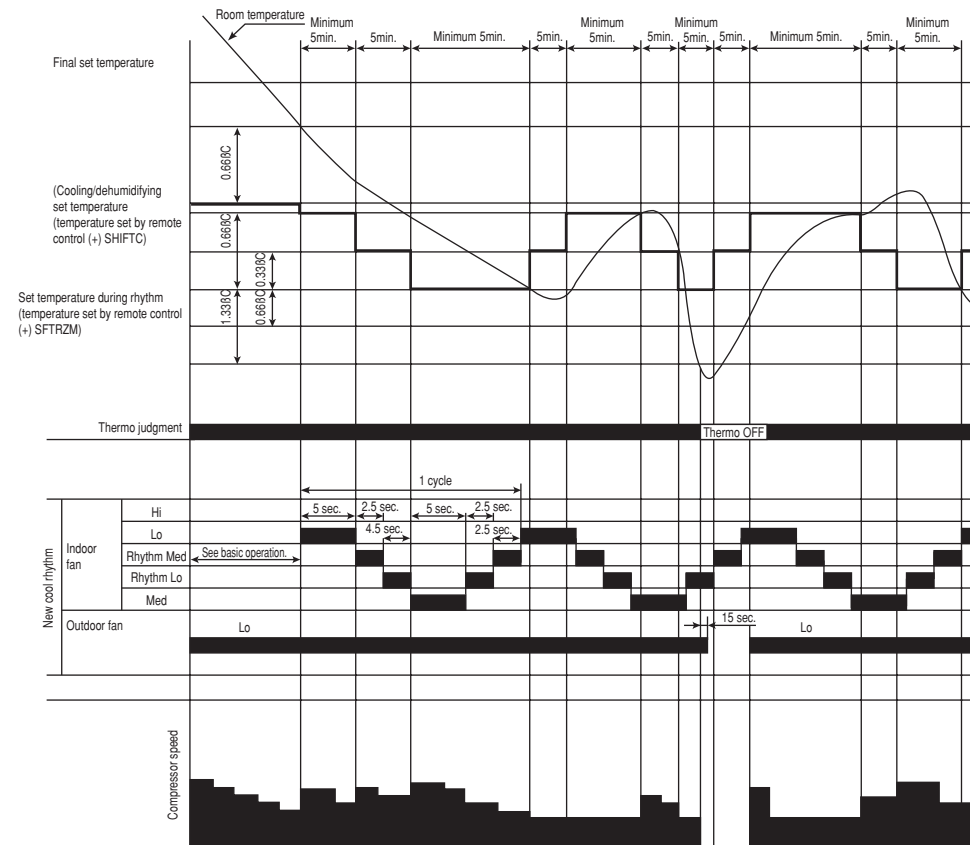 Room temperature
Minimum
5min.
5min.
Minimum 5min.
5min.
Minimum
5min.
5min.
Minimum
5min.
5min.
Minimum 5min.
5min.
Minimum
5min.
Final set temperature
0.66ßC
(Cooling/dehumidifying
set temperature
(temperature set by remote
control (+) SHIFTC)
0.66ßC
0.33ßC
Set temperature during rhythm
(temperature set by remote control
(+) SFTRZM)
1.33ßC
0.66ßC
Thermo judgment
Thermo OFF
1 cycle
New cool rhythm
Indoor
fan
Hi
5 sec.
2.5 sec.
5 sec.
2.5 sec.
Lo
4.5 sec.
2.5 sec.
Rhythm Med
See basic operation.
Rhythm Lo
Med
Outdoor fan
Lo
15 sec.
Lo
Compressor speed